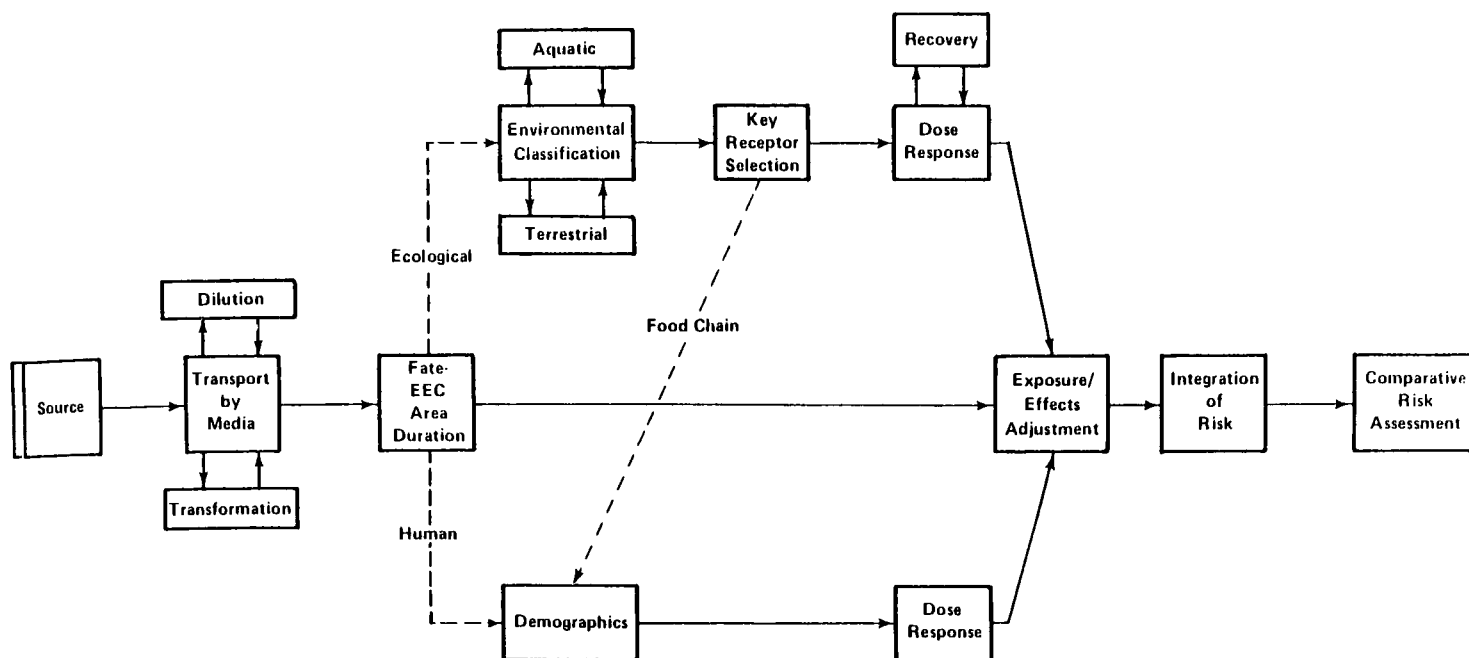 Aquatic
Recovery
Environmental
Classification
Key
Receptor
Selection
Dose
Response
Terrestrial
Ecological
Dilution
Food Chain
Source
Transport
by
Media
Fate-
EEC
Area
Duration
Exposure/
Effects
Adjustment
Integration
of
Risk
Comparative
Risk
Assessment
Transformation
Human
Demographics
Dose
Response